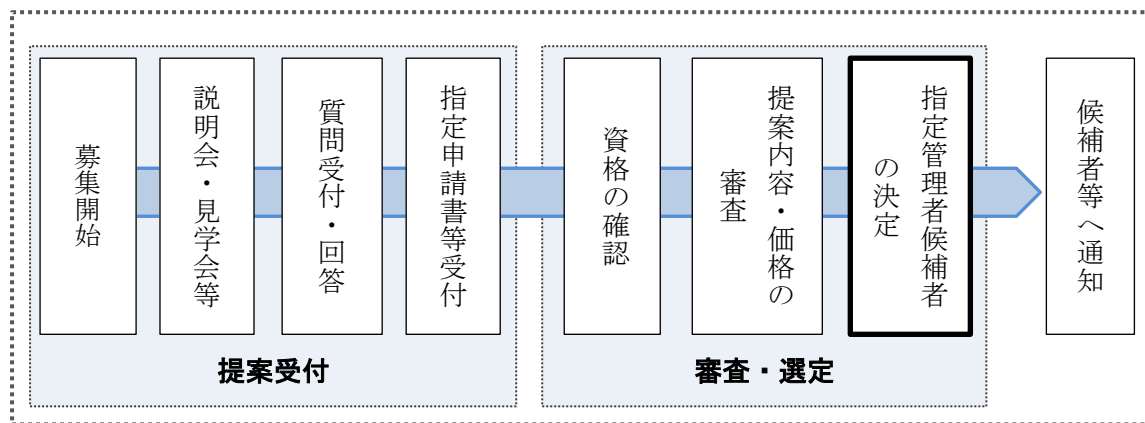 募集開始
説明会・見学会等
質問受付・回答
指定申請書等受付
提案受付
資格の確認
提案内容・価格の
審査
指定管理者候補者
の決定
審査・選定
候補者等へ通知